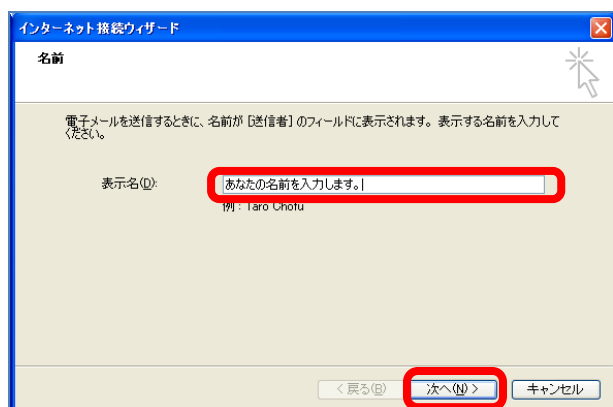 インターネット接続ウィザード
名前
電子メールを送信するときに、名前が [送信者] のフィールドに表示されます。表示する名前を入力して
ください。
表示名(D):
あなたの名前を入力します。
例 : Taro Chofu
< 戻る(B)
次へ(N) >
キャンセル